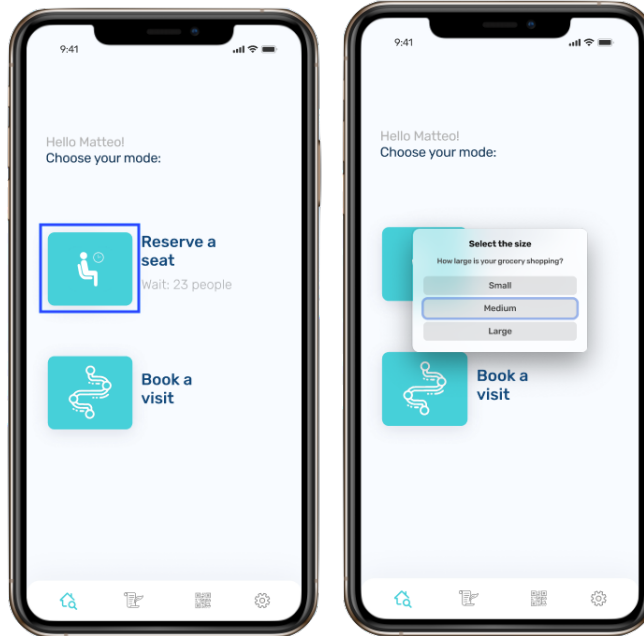 9:41
Hello Matteo!
Choose your mode:
Reserve a
seat
Wait: 23 people
Book a
visit
9:41
Hello Matteo!
Choose your mode:
Select the size
How large is your grocery shopping?
Small
Medium
Large
Book a
visit